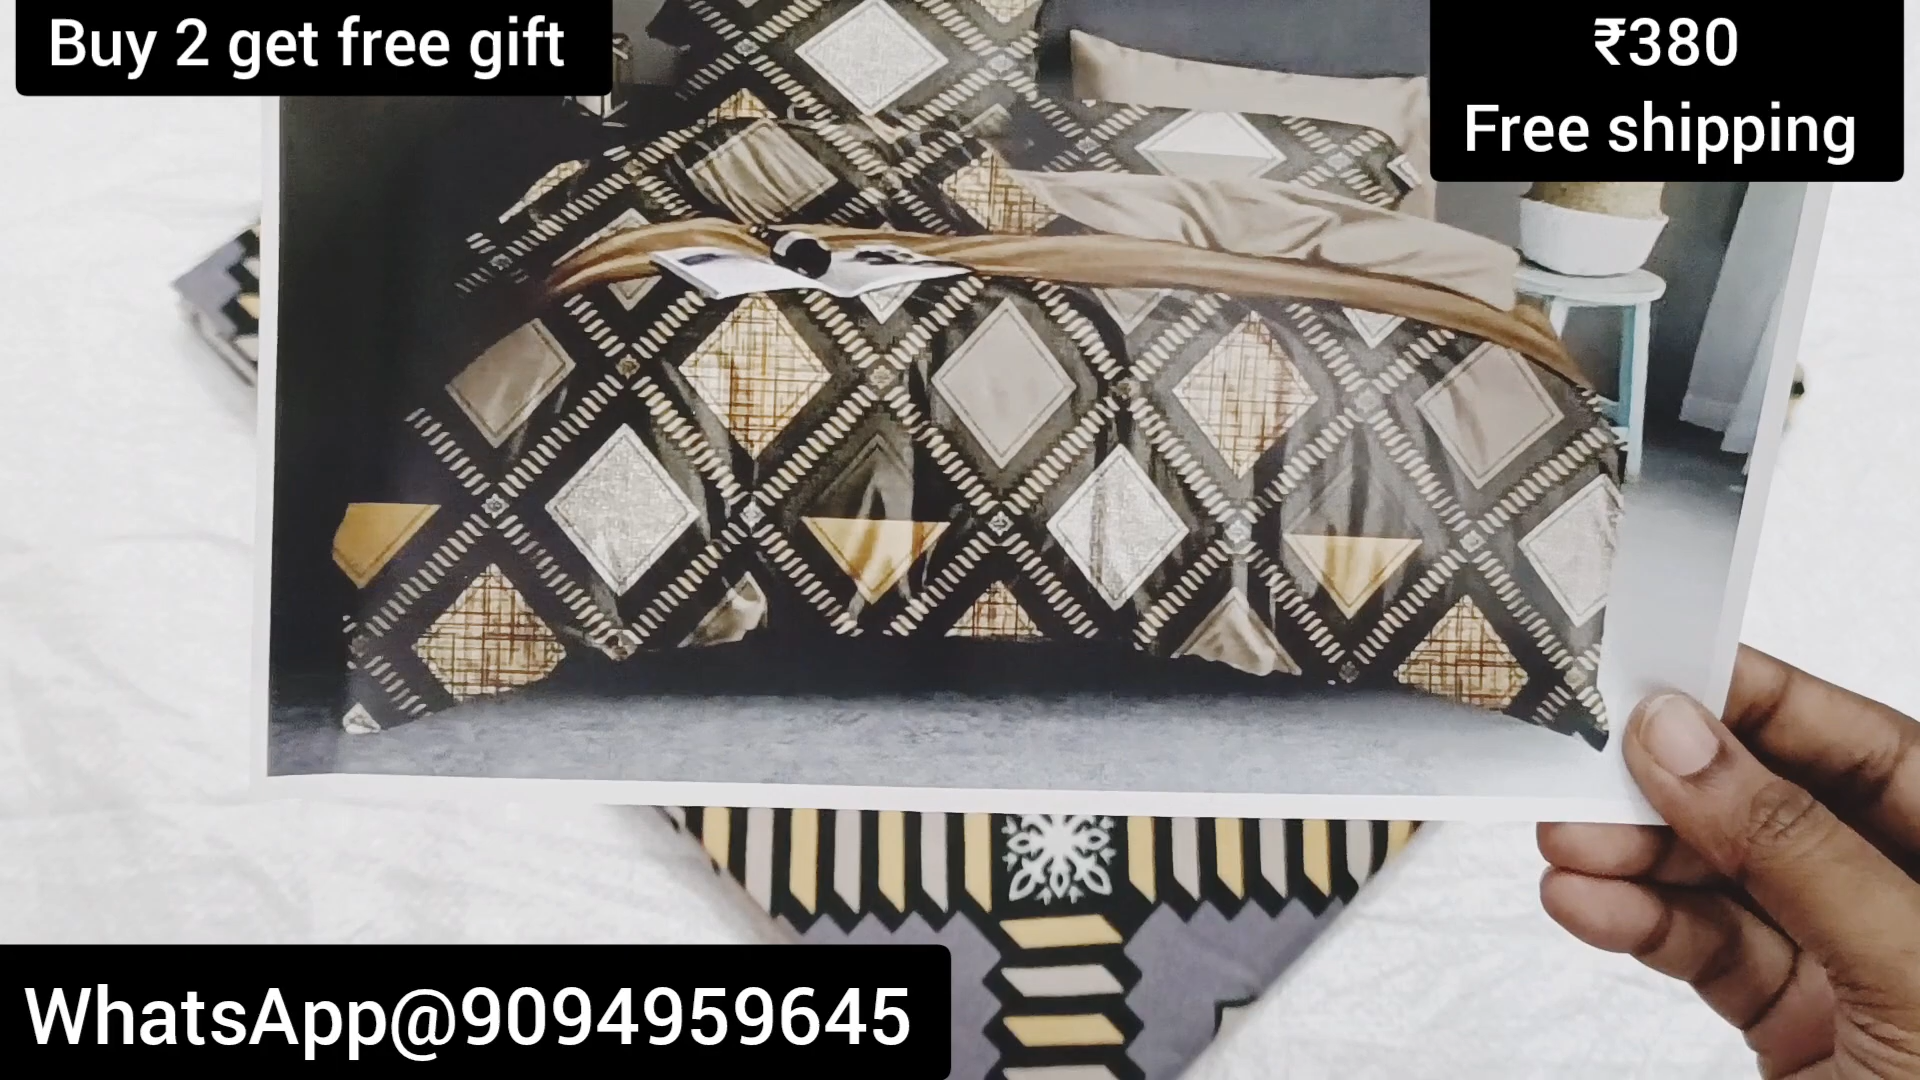 Buy 2 get free gift
₹380
Free shipping
WhatsApp@9094959645